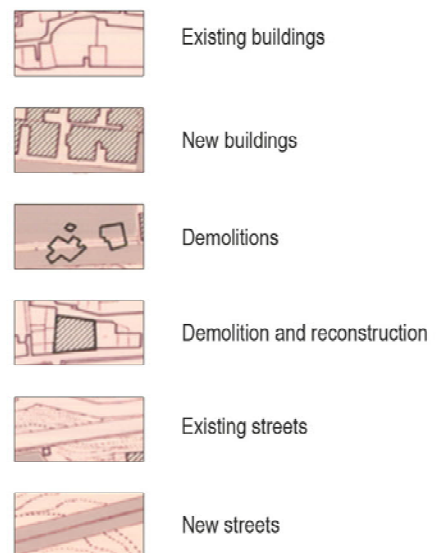 Existing buildings
New buildings
Demolitions
Demolition and reconstruction
Existing streets
New streets